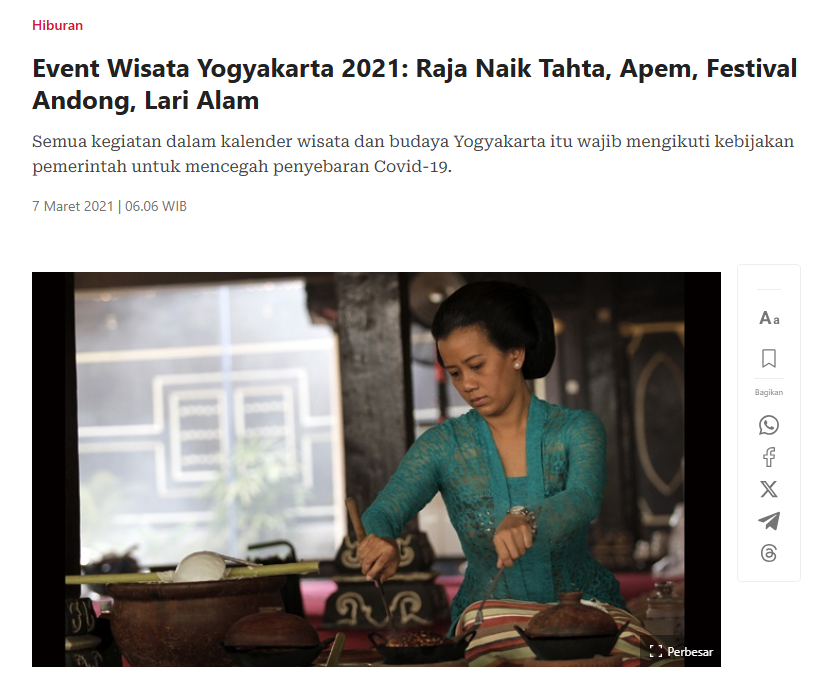 Hiburan
Event Wisata Yogyakarta 2021: Raja Naik Tahta, Apem, Festival
Andong, Lari Alam
Semua kegiatan dalam kalender wisata dan budaya Yogyakarta itu wajib mengikuti kebijakan
pemerintah untuk mencegah penyebaran Covid-19.
7 Maret 2021 | 06.06 WIB
Aa
Bagikan
Perbesar